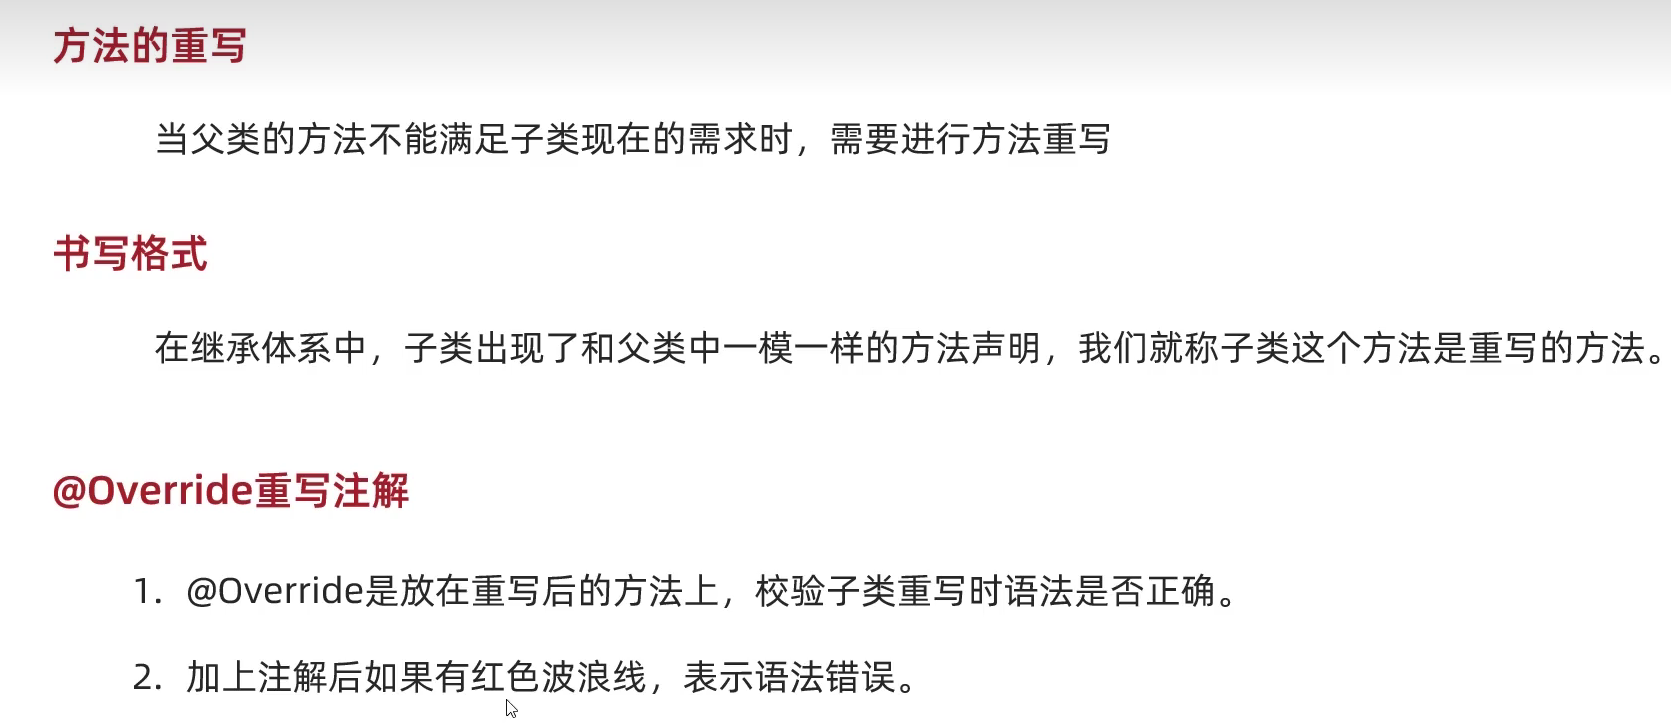 方法的重写
当父类的方法不能满足子类现在的需求时，需要进行方法重写
书写格式
在继承体系中，子类出现了和父类中一模一样的方法声明，我们就称子类这个方法是重写的方法。
@Override重写注解
1. @Override是放在重写后的方法上，校验子类重写时语法是否正确。
2. 加上注解后如果有红色波浪线，表示语法错误。